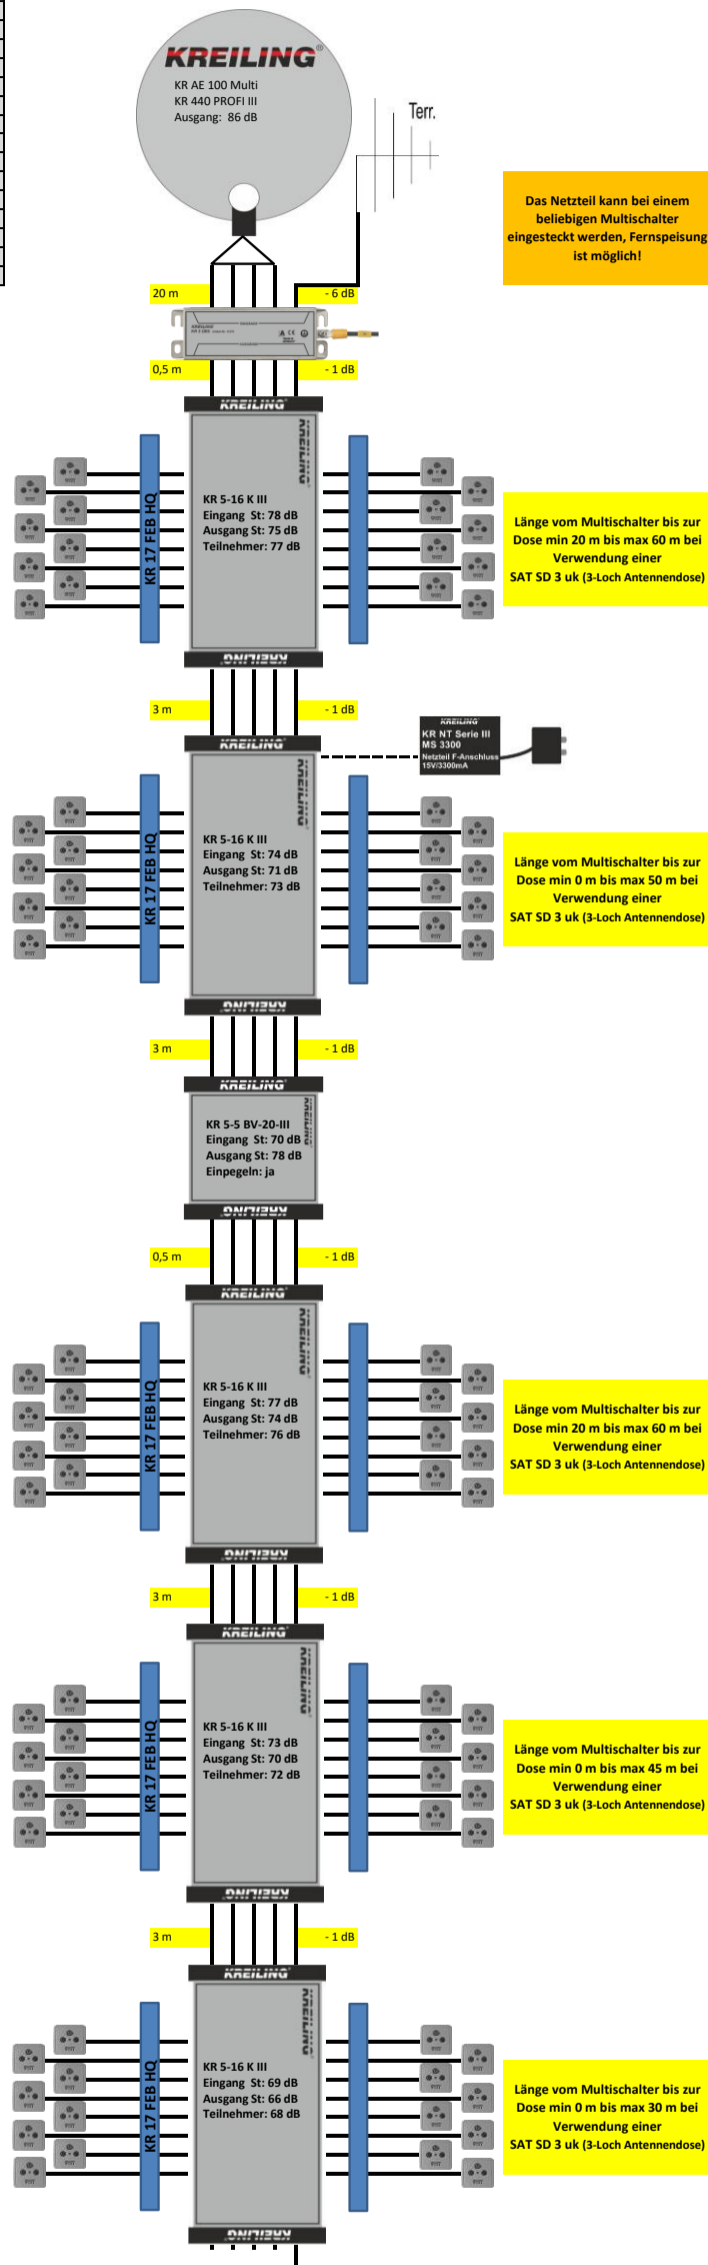 KREILING®
KR AE 100 Multi
KR 440 PROFI III
Ausgang: 86 dB
Terr.
Das Netzteil kann bei einem
beliebigen Multischalter
eingesteckt werden, Fernspeisung
ist möglich!
20 m
- 6 dB
KREILING
0,5 m
- 1 dB
KREILING
KREILING
KR 17 FEB HQ
KR 5-16 K III
Eingang St: 78 dB
Ausgang St: 75 dB
Teilnehmer: 77 dB
Länge vom Multischalter bis zur
Dose min 20 m bis max 60 m bei
Verwendung einer
SAT SD 3 uk (3-Loch Antennendose)
KREILING
3 m
- 1 dB
KREILING
KR NT Serie III
MS 3300
Netzteil F-Anschluss
15V/3300mA
KREILING
KREILING
KR 17 FEB HQ
KR 5-16 K III
Eingang St: 74 dB
Ausgang St: 71 dB
Teilnehmer: 73 dB
Länge vom Multischalter bis zur
Dose min 0 m bis max 50 m bei
Verwendung einer
SAT SD 3 uk (3-Loch Antennendose)
KREILING
3 m
- 1 dB
KREILING
KREILING
KR 5-5 BV-20-III
Eingang St: 70 dB
Ausgang St: 78 dB
Einpegeln: ja
KREILING
0,5 m
- 1 dB
KREILING
KREILING
KR 17 FEB HQ
KR 5-16 K III
Eingang St: 77 dB
Ausgang St: 74 dB
Teilnehmer: 76 dB
Länge vom Multischalter bis zur
Dose min 20 m bis max 60 m bei
Verwendung einer
SAT SD 3 uk (3-Loch Antennendose)
KREILING
3 m
- 1 dB
KREILING
KREILING
KR 17 FEB HQ
KR 5-16 K III
Eingang St: 73 dB
Ausgang St: 70 dB
Teilnehmer: 72 dB
Länge vom Multischalter bis zur
Dose min 0 m bis max 45 m bei
Verwendung einer
SAT SD 3 uk (3-Loch Antennendose)
KREILING
3 m
- 1 dB
KREILING
KREILING
KR 17 FEB HQ
KR 5-16 K III
Eingang St: 69 dB
Ausgang St: 66 dB
Teilnehmer: 68 dB
Länge vom Multischalter bis zur
Dose min 0 m bis max 30 m bei
Verwendung einer
SAT SD 3 uk (3-Loch Antennendose)
KREILING